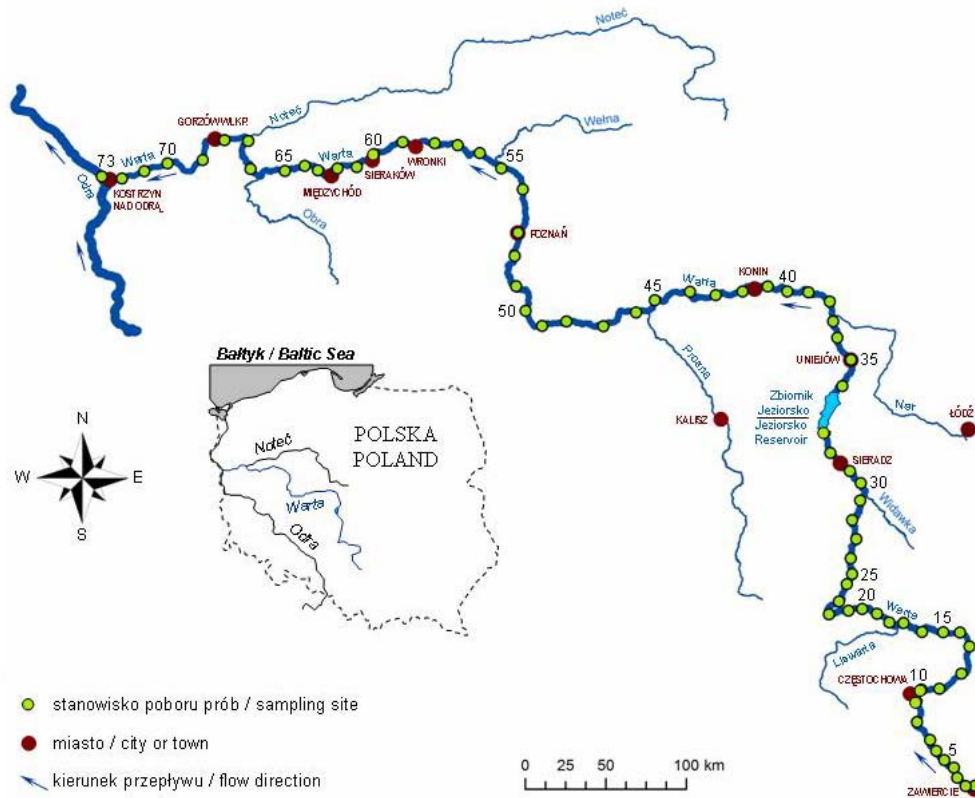 Noteć
Wełna
GORZÓW WLKP.
Noteć
73
Warta
70
65
Warta
60
55
WRONKI
SIERAKÓW
MIĘDZYCHÓD
Odra
KOSTRZYN
NAD ODRĄ
Obra
POZNAŃ
50
45
Warta
KONIN
40
Prosna
KALISZ
UNIEJÓW
35
Ner
ŁÓDŹ
Zbiornik
Jeziorsko
Jeziorsko
Reservoir
SIERADZ
30
Widawka
25
20
Warta
15
Liswarta
CZĘSTOCHOWA
10
5
ZAWIERCIE
Bałtyk / Baltic Sea
POLSKA
POLAND
Noteć
Warta
Odra
N
W
E
S
stanowisko poboru prób / sampling site
miasto / city or town
kierunek przepływu / flow direction
0 25 50 100 km